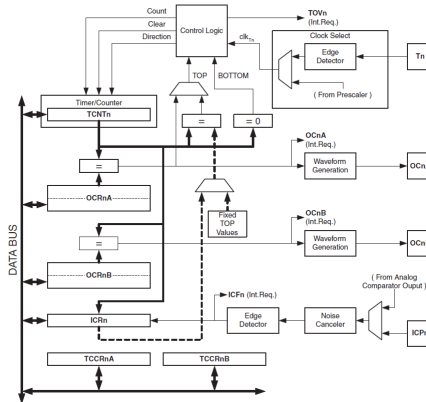 Count
Clear
Direction
Control Logic
TOVn
(Int.Req.)
clkTn
Clock Select
Edge
Detector
Tn
TOP
BOTTOM
( From Prescaler )
Timer/Counter
TCNTn
=
= 0
OCnA
(Int.Req.)
=
Waveform
Generation
OCn
OCRnA
Fixed
TOP
Values
OCnB
(Int.Req.)
=
Waveform
Generation
OCn
OCRnB
DATA BUS
( From Analog
Comparator Ouput )
ICFn (Int.Req.)
ICRn
Edge
Detector
Noise
Canceler
ICPn
TCCRnA
TCCRnB